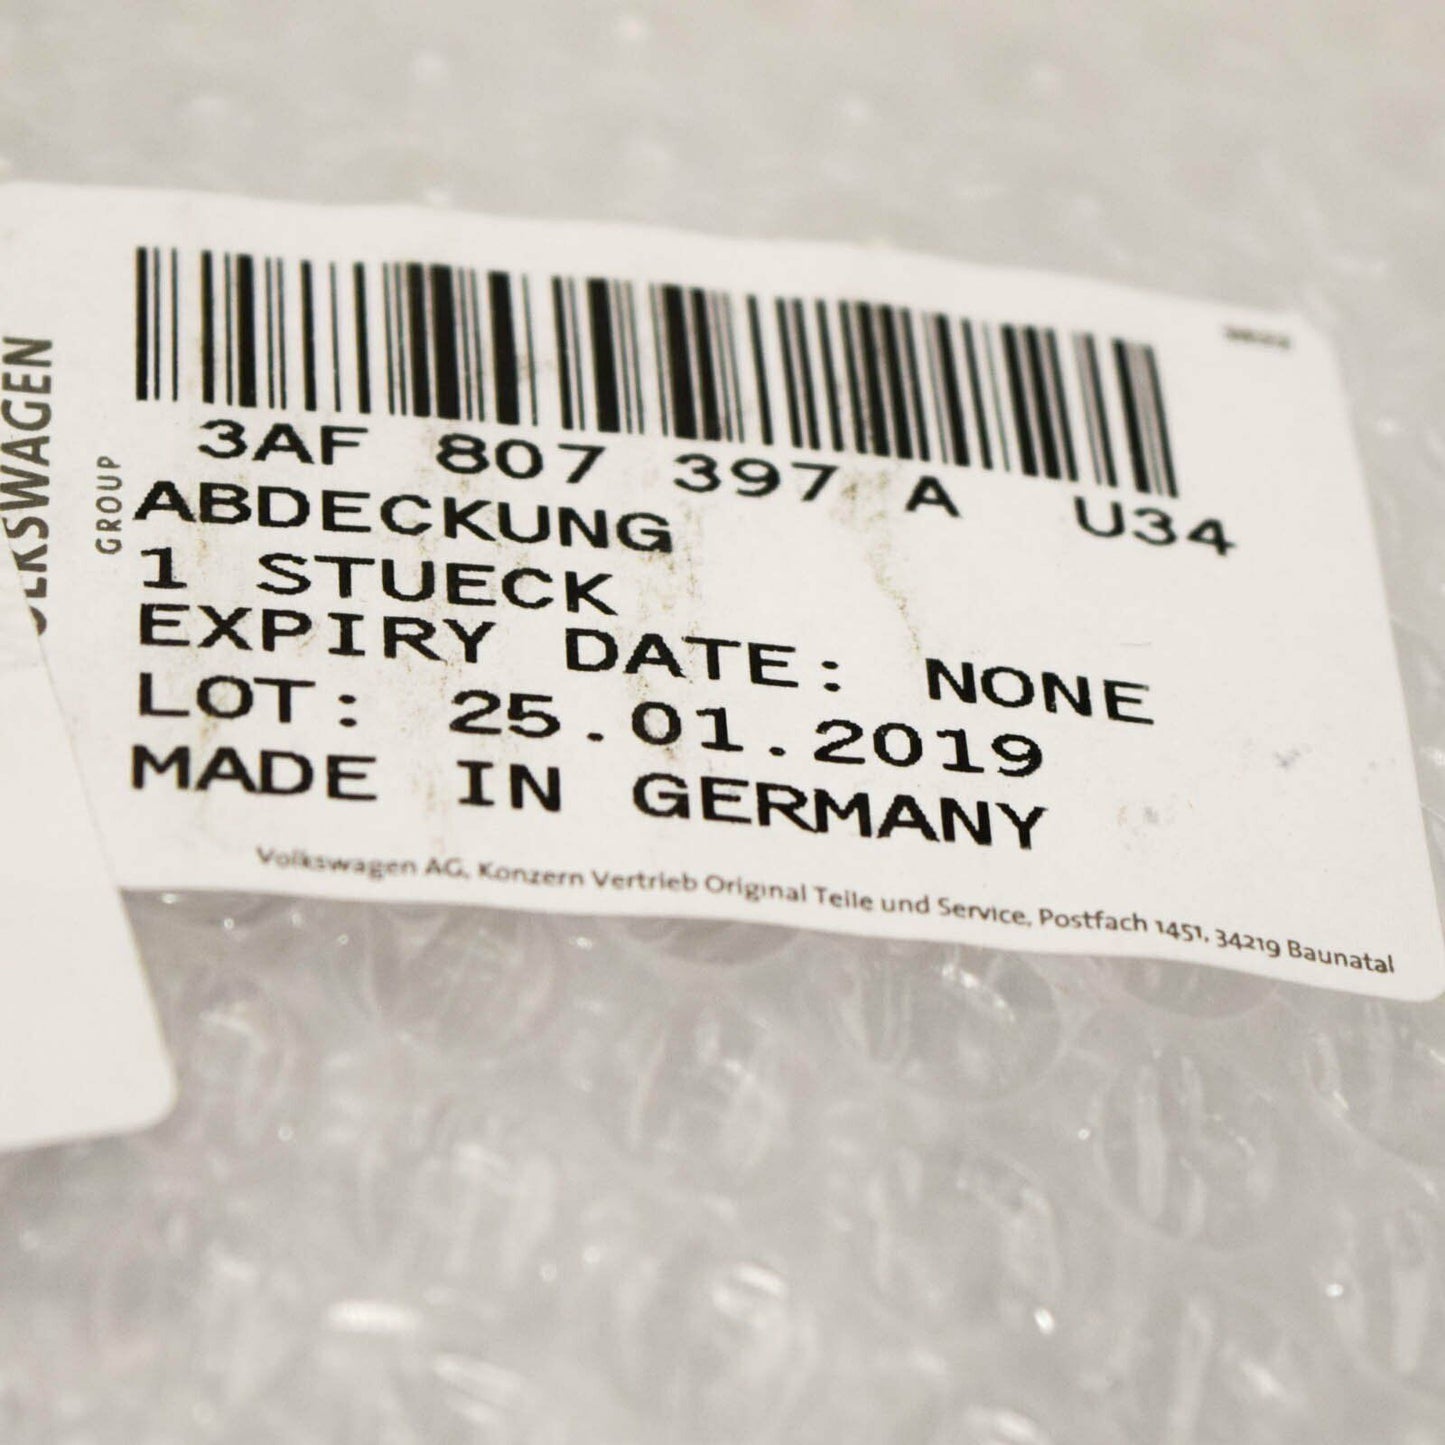 3AF 807 397 A U34
ABDECKUNG
1 STUECK
EXPIRY DATE: NONE
LOT: 25.01.2019
MADE IN GERMANY
Volkswagen AG, Konzern Vertrieb Original Teile und Service, Postfach 1451, 34219 Baunatal
GROUP